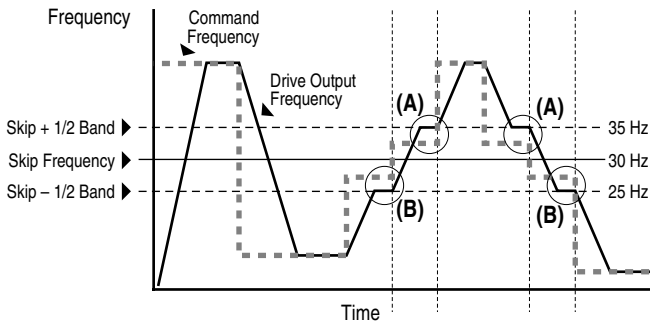 Frequency
Command
Frequency
Drive Output
Frequency
(A)
(A)
Skip + 1/2 Band
35 Hz
Skip Frequency
30 Hz
Skip – 1/2 Band
25 Hz
(B)
(B)
Time